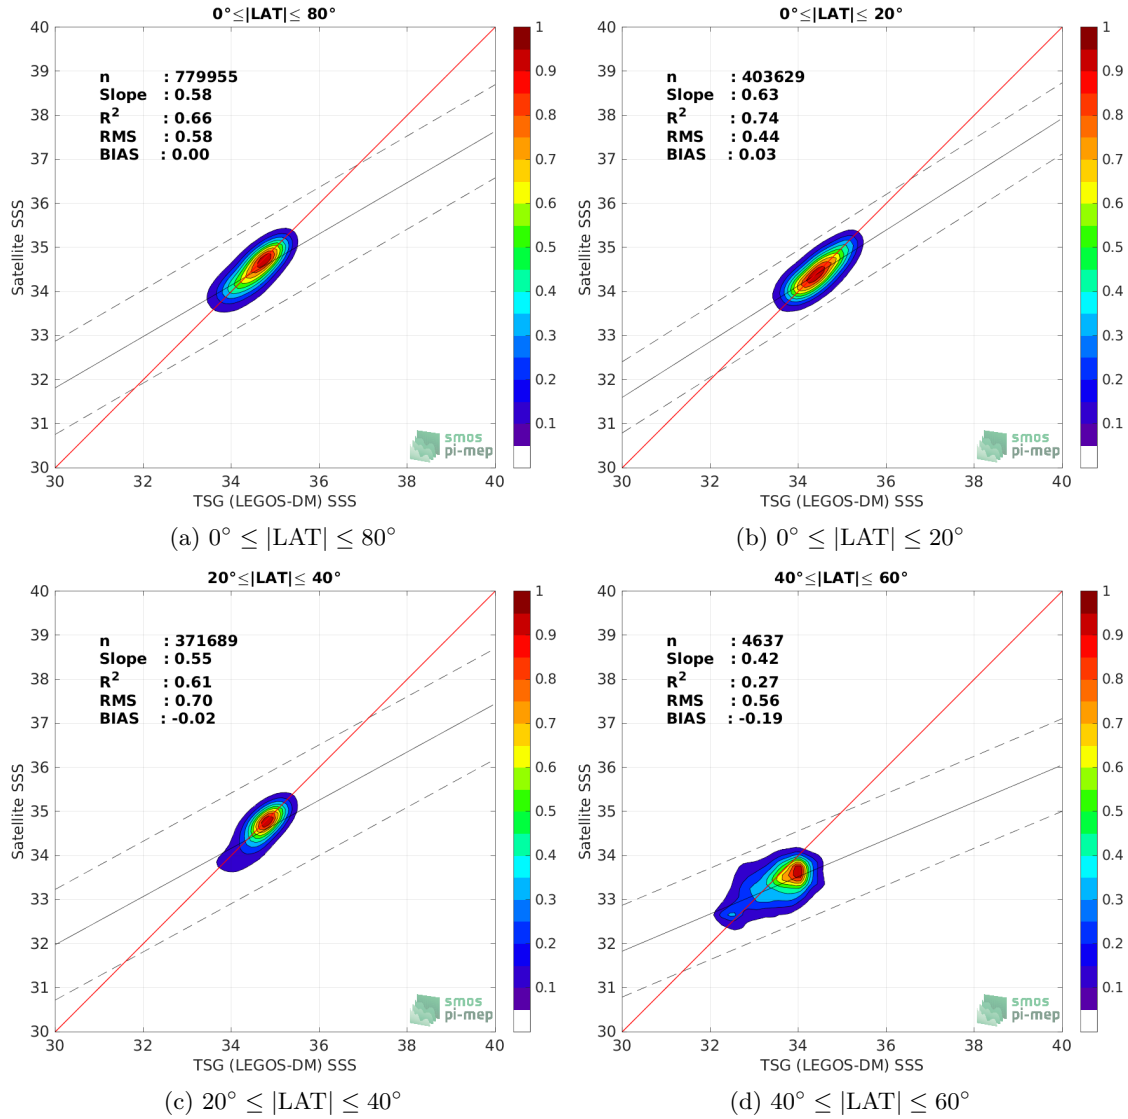 0°≤|LAT|≤ 80°
n : 779955
Slope : 0.58
R² : 0.66
RMS : 0.58
BIAS : 0.00
40
39
38
37
36
35
34
33
32
31
30
Satellite SSS
30 32 34 36 38 40
TSG (LEGOS-DM) SSS
1
0.9
0.8
0.7
0.6
0.5
0.4
0.3
0.2
0.1
smos
pi-mep
(a) 0° ≤ |LAT| ≤ 80°
0°≤|LAT|≤ 20°
n : 403629
Slope : 0.63
R² : 0.74
RMS : 0.44
BIAS : 0.03
40
39
38
37
36
35
34
33
32
31
30
Satellite SSS
30 32 34 36 38 40
TSG (LEGOS-DM) SSS
1
0.9
0.8
0.7
0.6
0.5
0.4
0.3
0.2
0.1
smos
pi-mep
(b) 0° ≤ |LAT| ≤ 20°
20°≤|LAT|≤ 40°
n : 371689
Slope : 0.55
R² : 0.61
RMS : 0.70
BIAS : -0.02
40
39
38
37
36
35
34
33
32
31
30
Satellite SSS
30 32 34 36 38 40
TSG (LEGOS-DM) SSS
1
0.9
0.8
0.7
0.6
0.5
0.4
0.3
0.2
0.1
smos
pi-mep
(c) 20° ≤ |LAT| ≤ 40°
40°≤|LAT|≤ 60°
n : 4637
Slope : 0.42
R² : 0.27
RMS : 0.56
BIAS : -0.19
40
39
38
37
36
35
34
33
32
31
30
Satellite SSS
30 32 34 36 38 40
TSG (LEGOS-DM) SSS
1
0.9
0.8
0.7
0.6
0.5
0.4
0.3
0.2
0.1
smos
pi-mep
(d) 40° ≤ |LAT| ≤ 60°